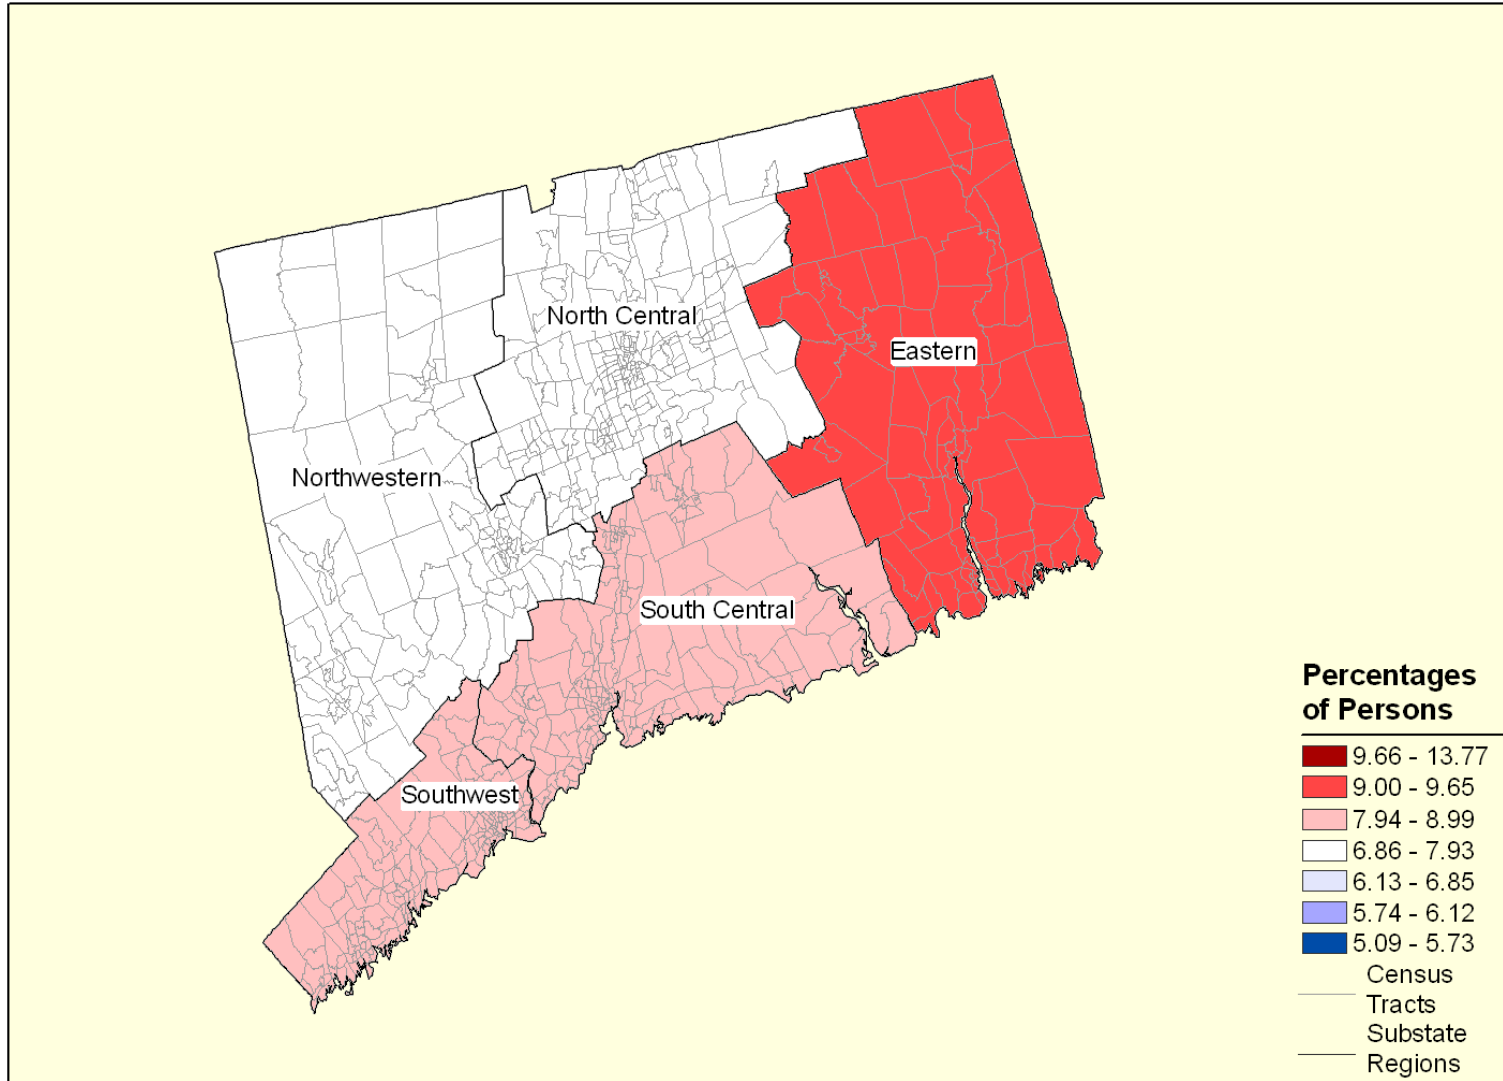 North Central
Eastern
Northwestern
South Central
Southwest
Percentages
of Persons
9.66 - 13.77
9.00 - 9.65
7.94 - 8.99
6.86 - 7.93
6.13 - 6.85
5.74 - 6.12
5.09 - 5.73
Census
Tracts
Substate
Regions